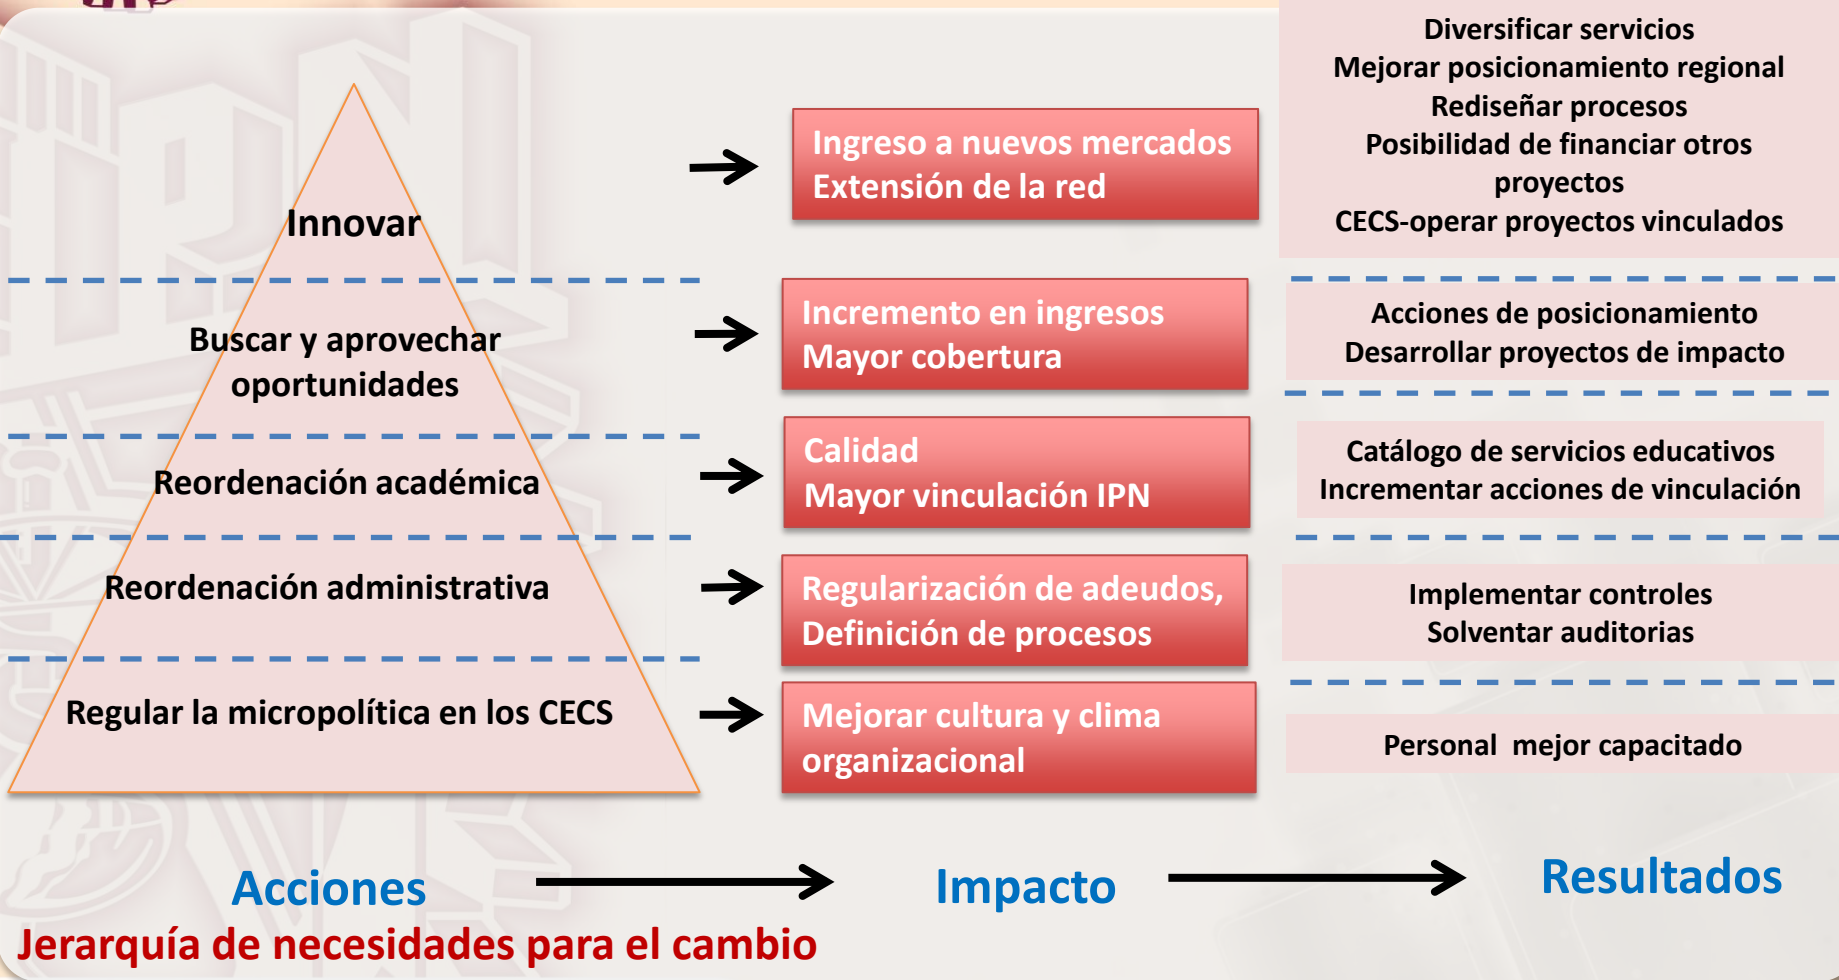 Innovar
Ingreso a nuevos mercados
Extensión de la red
Diversificar servicios
Mejorar posicionamiento regional
Rediseñar procesos
Posibilidad de financiar otros
proyectos
CECS-operar proyectos vinculados
Buscar y aprovechar
oportunidades
Incremento en ingresos
Mayor cobertura
Acciones de posicionamiento
Desarrollar proyectos de impacto
Reordenación académica
Calidad
Mayor vinculación IPN
Catálogo de servicios educativos
Incrementar acciones de vinculación
Reordenación administrativa
Regularización de adeudos,
Definición de procesos
Implementar controles
Solventar auditorias
Regular la micropolítica en los CECS
Mejorar cultura y clima
organizacional
Personal mejor capacitado
Acciones
Impacto
Resultados
Jerarquía de necesidades para el cambio